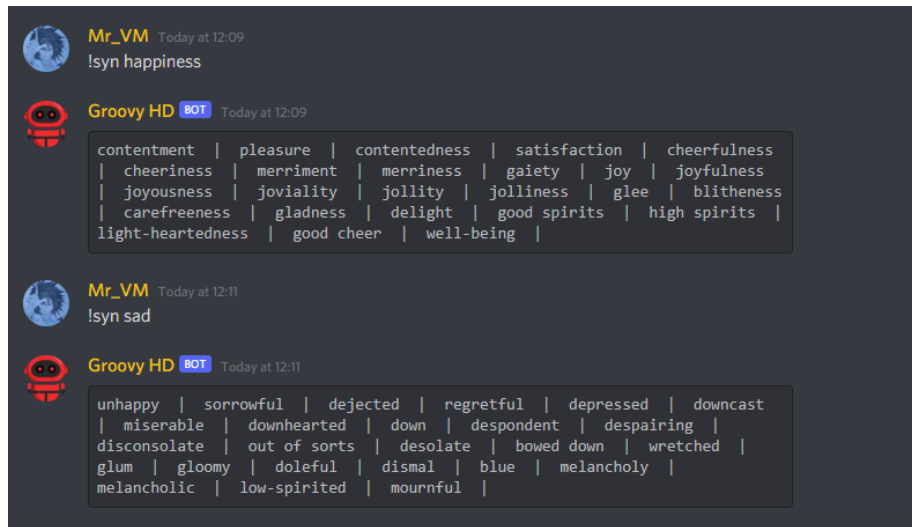 Mr_VM Today at 12:09
!syn happiness
Groovy HD BOT Today at 12:09
contentment | pleasure | contentedness | satisfaction | cheerfulness
| cheeriness | merriment | merriness | gaiety | joy | joyfulness
| joyousness | joviality | jollity | jolliness | glee | blitheness
| carefreeness | gladness | delight | good spirits | high spirits |
light-heartedness | good cheer | well-being |
Mr_VM Today at 12:11
!syn sad
Groovy HD BOT Today at 12:11
unhappy | sorrowful | dejected | regretful | depressed | downcast
| miserable | downhearted | down | despondent | despairing |
disconsolate | out of sorts | desolate | bowed down | wretched |
glum | gloomy | doleful | dismal | blue | melancholy |
melancholic | low-spirited | mournful |